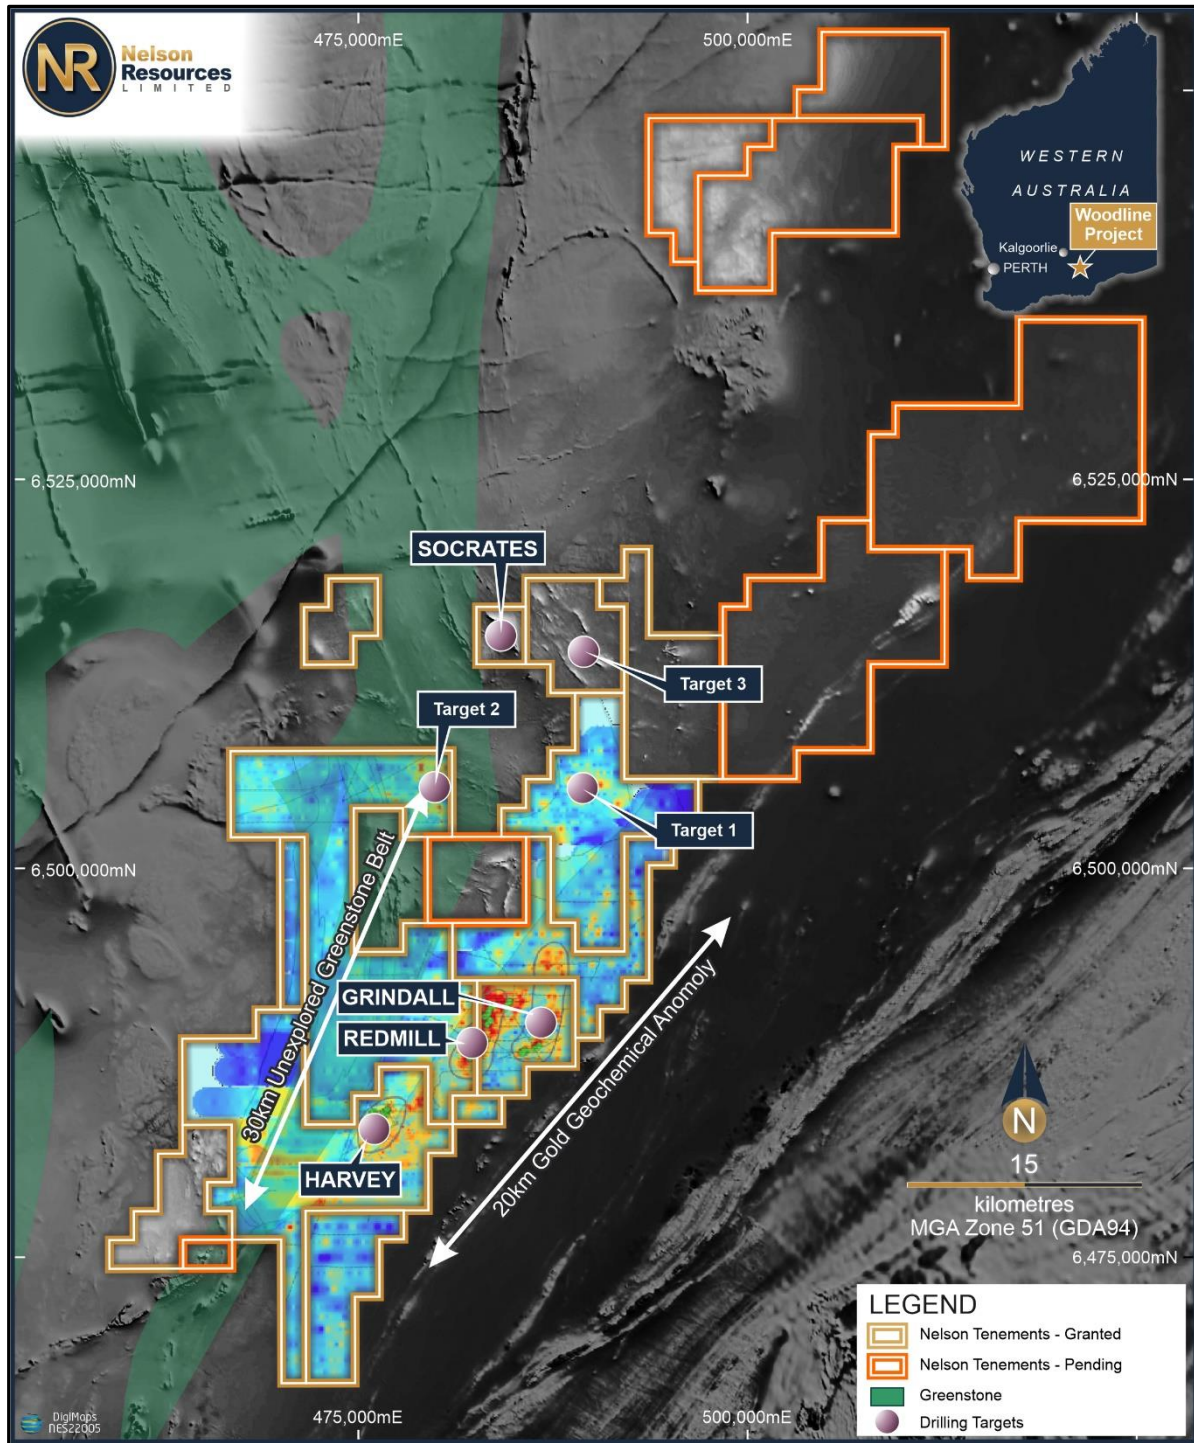 NR
Nelson
Resources
LIMITED
475,000mE
500,000mE
WESTERN
AUSTRALIA
Woodline
Project
Kalgoorlie
PERTH
6,525,000mN
6,525,000mN
SOCRATES
Target 3
Target 2
Target 1
6,500,000mN
6,500,000mN
30km Unexplored Greenstone Belt
GRINDALL
REDMILL
20km Gold Geochemical Anomoly
HARVEY
N
15
kilometres
MGA Zone 51 (GDA94)
6,475,000mN
LEGEND
Nelson Tenements - Granted
Nelson Tenements - Pending
Greenstone
Drilling Targets
475,000mE
500,000mE
DigiMaps
NES22005